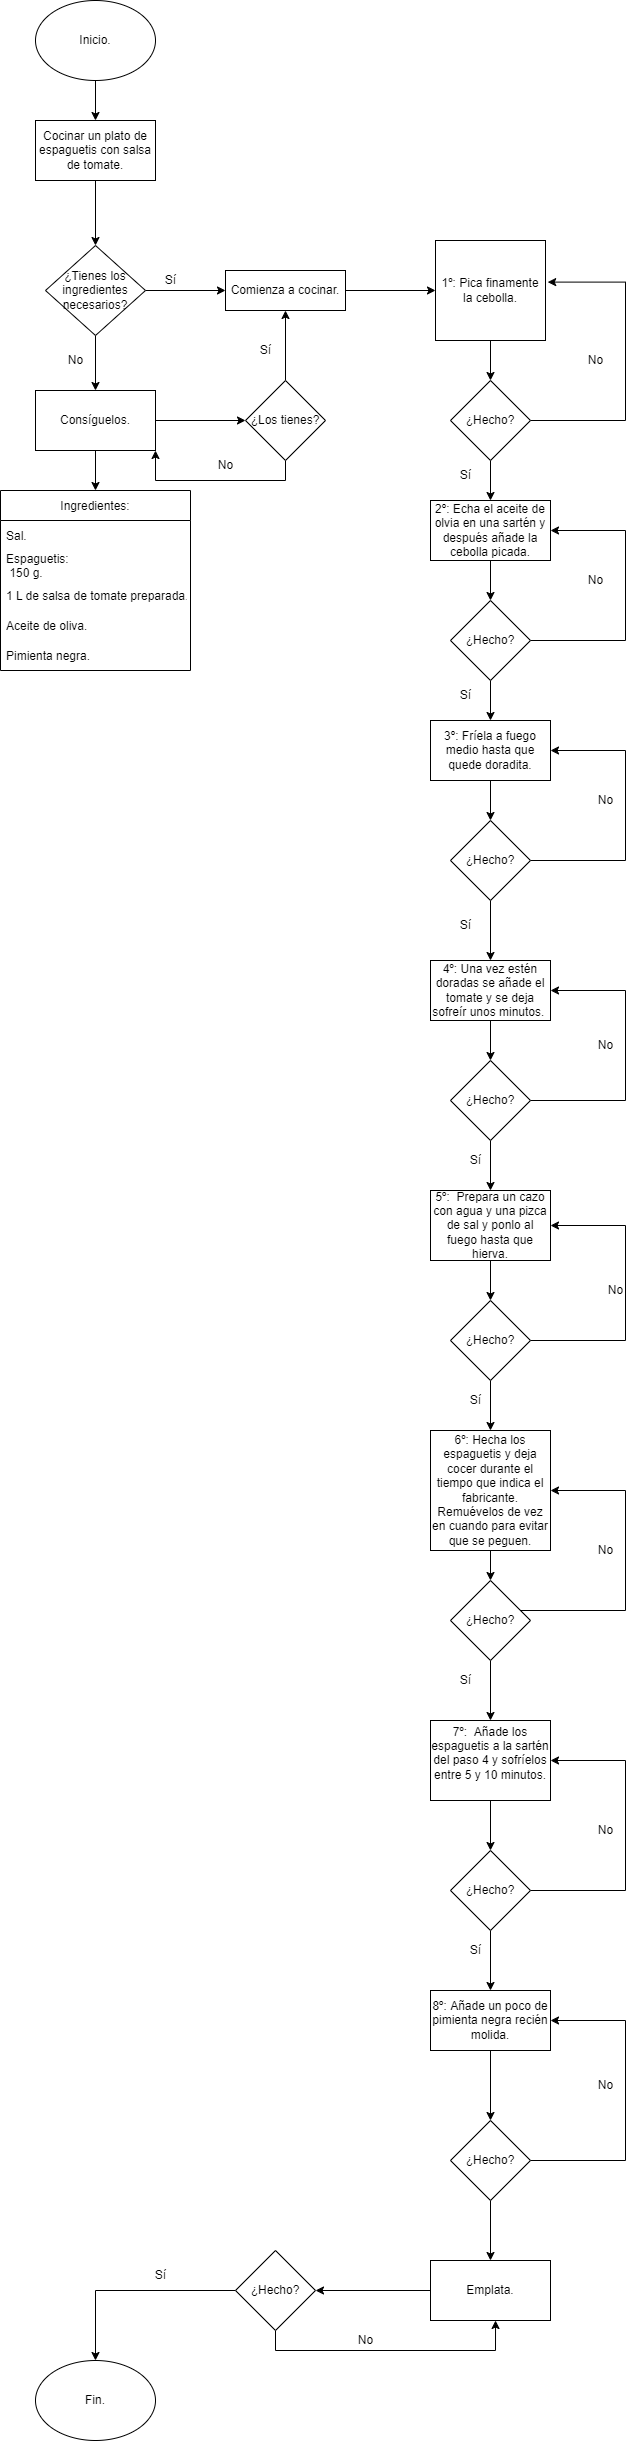 Inicio.
Cocinar un plato de
espaguetis con salsa
de tomate.
¿Tienes los
ingredientes
necesarios?
Sí
No
Comienza a cocinar.
Consíguelos.
¿Los tienes?
Sí
No
Ingredientes:
Sal.
Espaguetis:
150 g.
1 L de salsa de tomate preparada.
Aceite de oliva.
Pimienta negra.
1º: Pica finamente
la cebolla.
No
¿Hecho?
Sí
2º: Echa el aceite de
olvia en una sartén y
después añade la
cebolla picada.
No
¿Hecho?
Sí
3º: Fríela a fuego
medio hasta que
quede doradita.
No
¿Hecho?
Sí
4º: Una vez estén
doradas se añade el
tomate y se deja
sofreír unos minutos.
No
¿Hecho?
Sí
5º: Prepara un cazo
con agua y una pizca
de sal y ponlo al
fuego hasta que
hierva.
No
¿Hecho?
Sí
6º: Hecha los
espaguetis y deja
cocer durante el
tiempo que indica el
fabricante.
Remuévelos de vez
en cuando para evitar
que se peguen.
No
¿Hecho?
Sí
7º: Añade los
espaguetis a la sartén
del paso 4 y sofríelos
entre 5 y 10 minutos.
No
¿Hecho?
Sí
8º: Añade un poco de
pimienta negra recién
molida.
No
¿Hecho?
Emplata.
¿Hecho?
Sí
No
Fin.